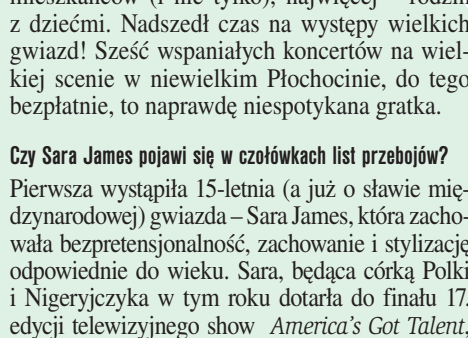 mieszkańców (i nie tylko), najwięcej – rodzin
z dziećmi. Nadszedł czas na występy wielkich
gwiazd! Sześć wspaniałych koncertów na wiel-
kiej scenie w niewielkim Płochocinie, do tego
bezpłatnie, to naprawdę niespotykana gratka.
Czy Sara James pojawi się w czołówkach list przebojów?
Pierwsza wystąpiła 15-letnia (a już o sławie mię-
dzynarodowej) gwiazda – Sara James, która zacho-
wała bezpretensjonalność, zachowanie i stylizację
odpowiednie do wieku. Sara, będąca córką Polki
i Nigeryjczyka w tym roku dotarła do finału 17.
edycji telewizyjnego show America's Got Talent,